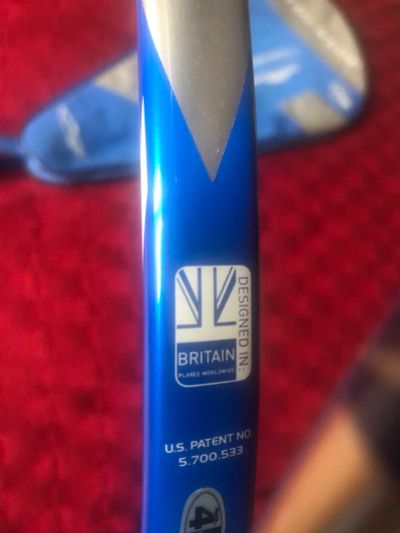 DESIGNED IN:
BRITAIN
PLAYED WORLDWIDE
U.S. PATENT NO.
5.700.533